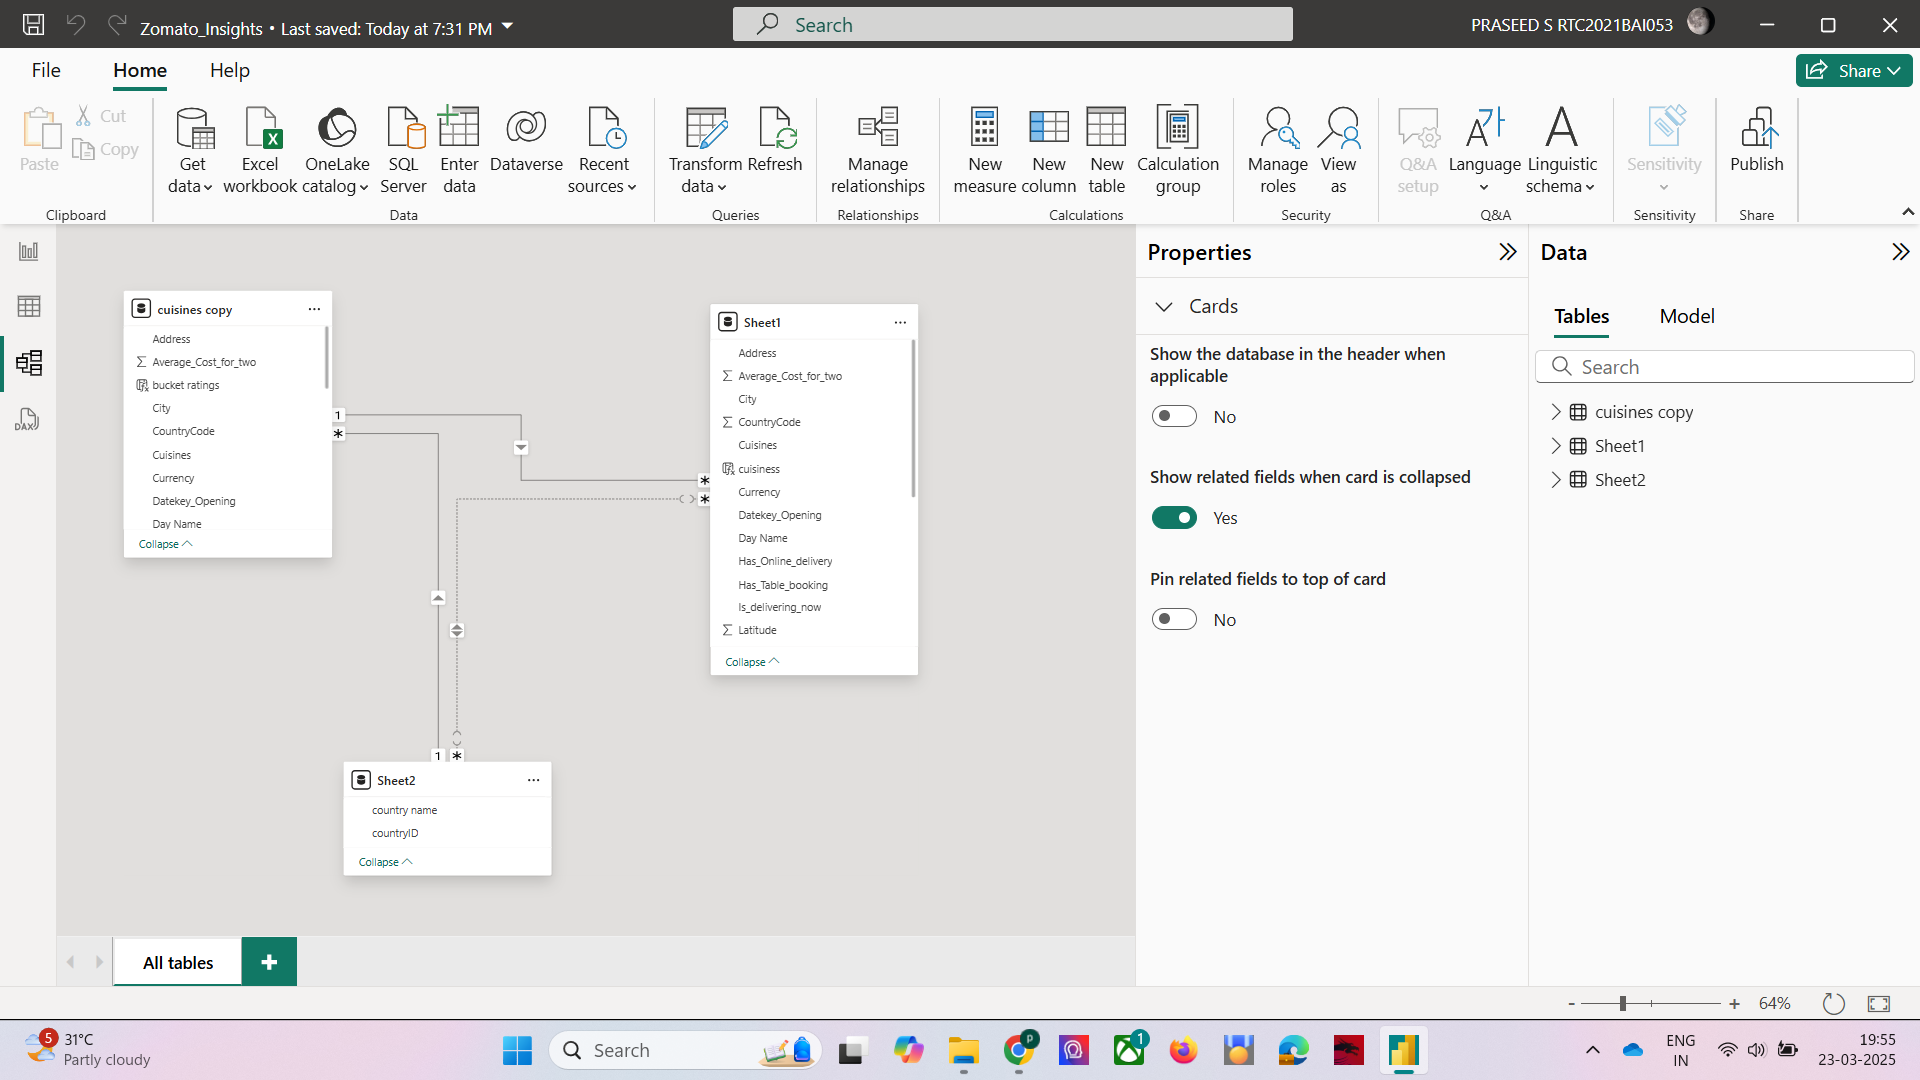 Zomato_Insights • Last saved: Today at 7:31 PM
Search
PRASEED S RTC2021BAI053
File
Home
Help
Share
Paste
Cut
Copy
Clipboard
Get data
Excel workbook
OneLake catalog
SQL Server
Enter data
Dataverse
Recent sources
Data
Transform data
Refresh
Queries
Manage relationships
Relationships
New measure
New column
New table
Calculation group
Calculations
Manage roles
View as
Security
Q&A setup
Language
Linguistic schema
Q&A
Sensitivity
Sensitivity
Publish
Share
DAX
cuisines copy
Address
Average_Cost_for_two
bucket ratings
City
CountryCode
Cuisines
Currency
Datekey_Opening
Day Name
Collapse
1
*
*
*
1
*
Sheet1
Address
Average_Cost_for_two
City
CountryCode
Cuisines
cuisiness
Currency
Datekey_Opening
Day Name
Has_Online_delivery
Has_Table_booking
Is_delivering_now
Latitude
Collapse
Sheet2
country name
countryID
Collapse
All tables
Properties
Cards
Show the database in the header when
applicable
No
Show related fields when card is collapsed
Yes
Pin related fields to top of card
No
Data
Tables
Model
Search
cuisines copy
Sheet1
Sheet2
- + 64%
5
31°C
Partly cloudy
Search
P
1
ENG
IN
19:55
23-03-2025